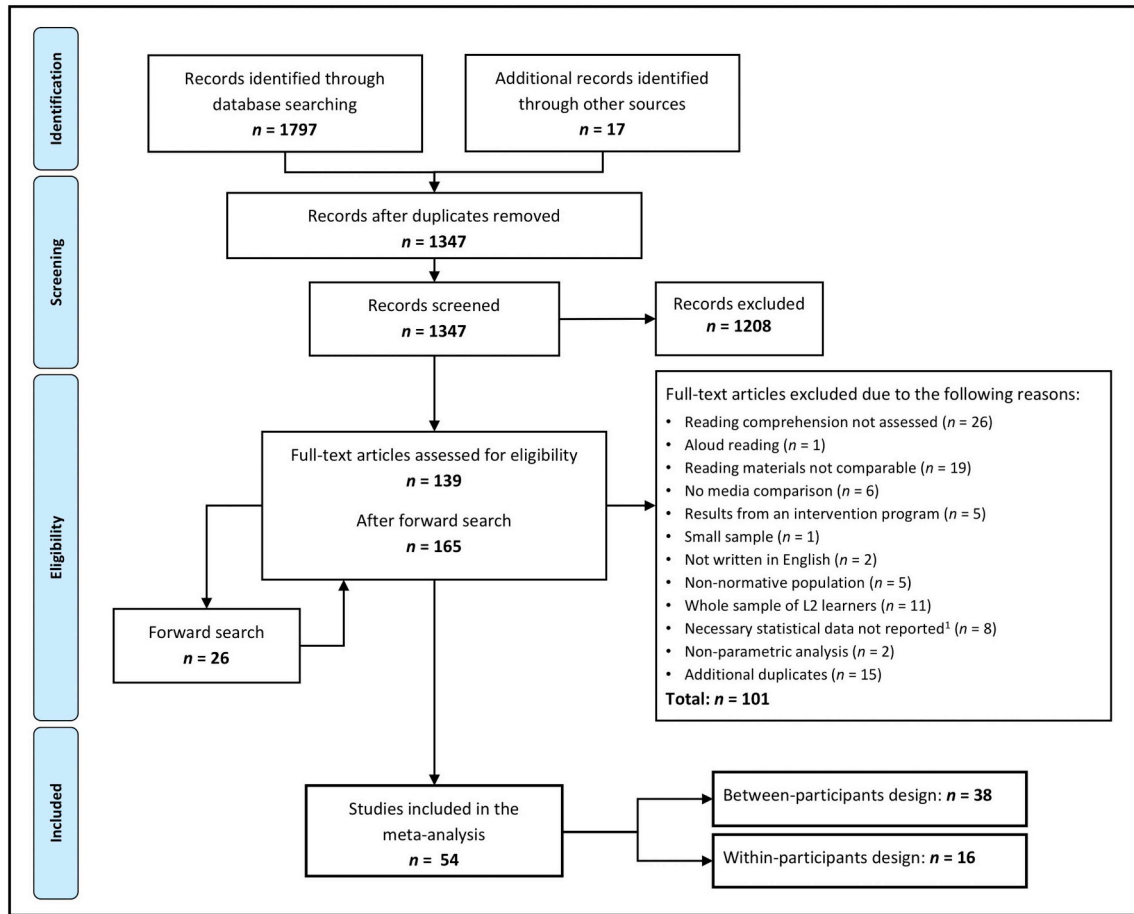 Identification
Records identified through
database searching
n = 1797
Additional records identified
through other sources
n = 17
Screening
Records after duplicates removed
n = 1347
Records screened
n = 1347
Records excluded
n = 1208
Eligibility
Full-text articles assessed for eligibility
n = 139
After forward search
n = 165
Forward search
n = 26
Full-text articles excluded due to the following reasons:
• Reading comprehension not assessed (n = 26)
• Aloud reading (n = 1)
• Reading materials not comparable (n = 19)
• No media comparison (n = 6)
• Results from an intervention program (n = 5)
• Small sample (n = 1)
• Not written in English (n = 2)
• Non-normative population (n = 5)
• Whole sample of L2 learners (n = 11)
• Necessary statistical data not reported¹ (n = 8)
• Non-parametric analysis (n = 2)
• Additional duplicates (n = 15)
Total: n = 101
Included
Studies included in the
meta-analysis
n = 54
Between-participants design: n = 38
Within-participants design: n = 16